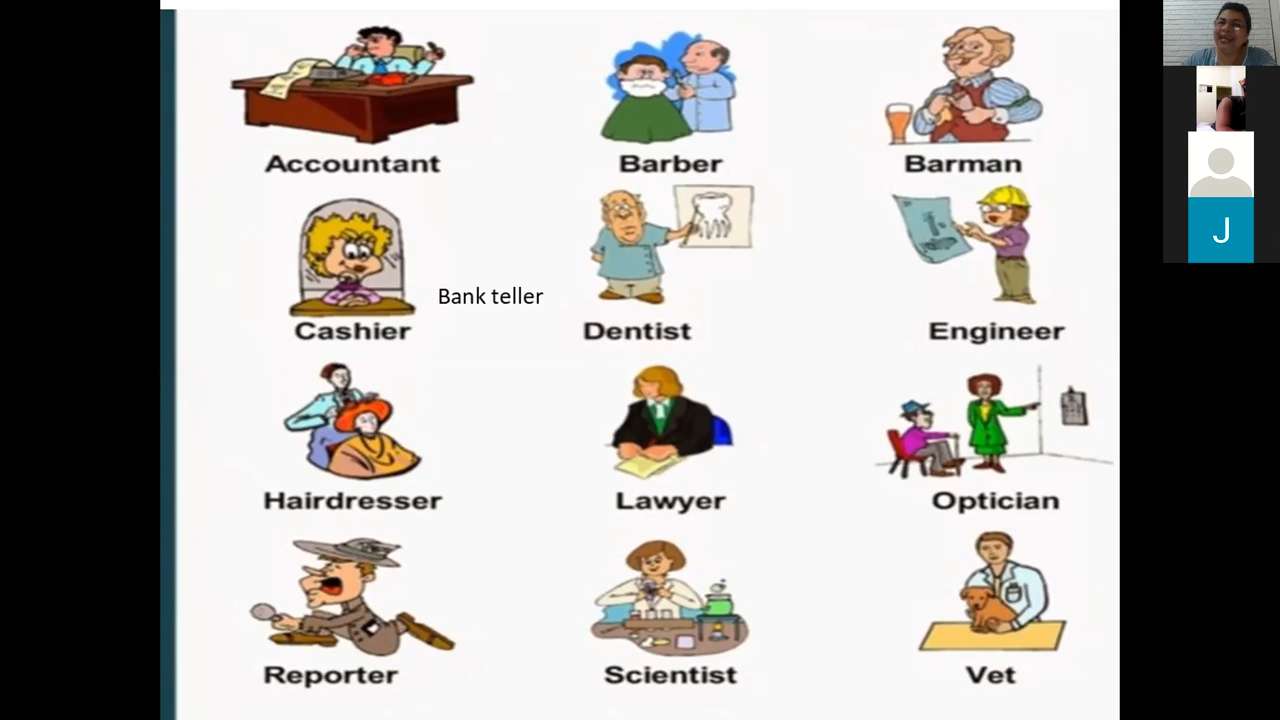 Accountant
Barber
Barman
Bank teller
Cashier
Dentist
Engineer
Hairdresser
Lawyer
Optician
Reporter
Scientist
Vet
J